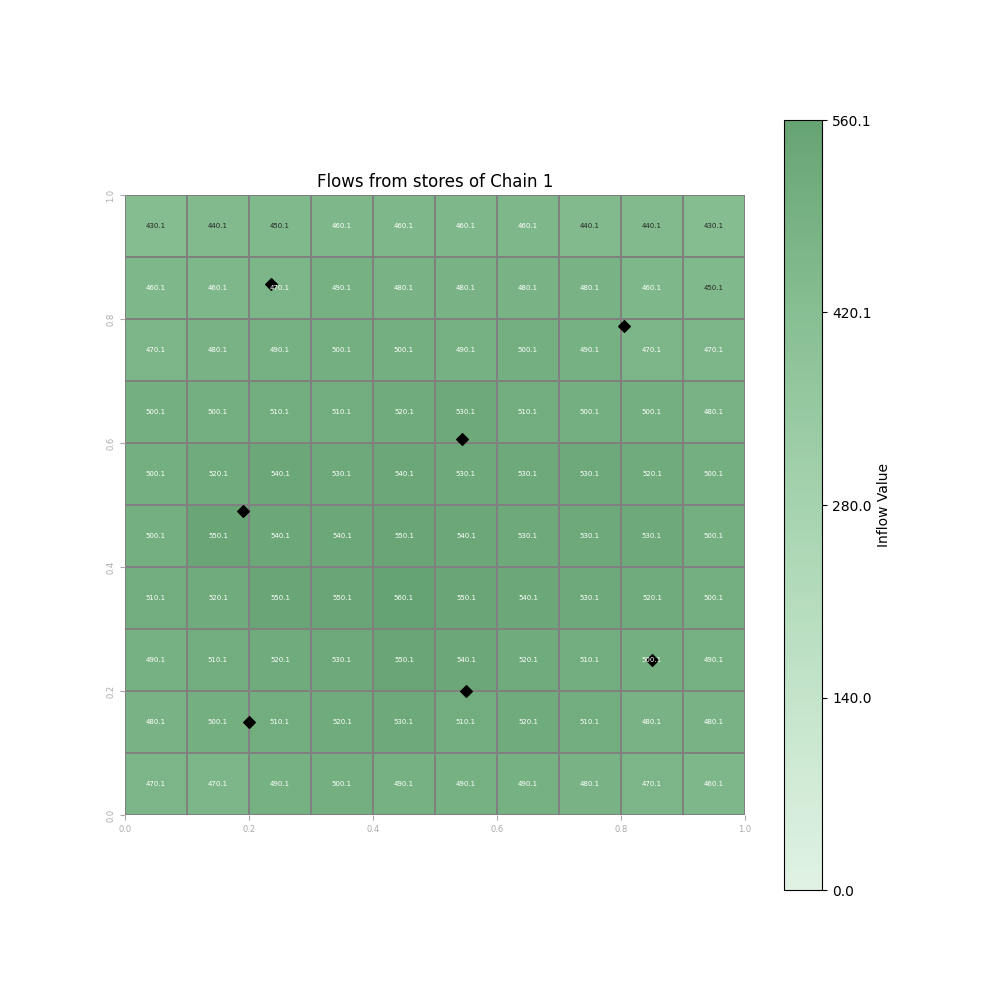 Flows from stores of Chain 1
1.0
430.1 440.1 450.1 460.1 460.1 460.1 460.1 440.1 440.1 430.1
460.1 460.1 470.1 490.1 480.1 480.1 480.1 480.1 460.1 450.1
0.8
470.1 480.1 490.1 500.1 500.1 490.1 500.1 490.1 470.1 470.1
500.1 500.1 510.1 510.1 520.1 530.1 510.1 500.1 500.1 480.1
0.6
500.1 520.1 540.1 530.1 540.1 530.1 530.1 530.1 520.1 500.1
500.1 550.1 540.1 540.1 550.1 540.1 530.1 530.1 530.1 500.1
0.4
510.1 520.1 550.1 550.1 560.1 550.1 540.1 530.1 520.1 500.1
490.1 510.1 520.1 530.1 550.1 540.1 520.1 510.1 500.1 490.1
0.2
480.1 500.1 510.1 520.1 530.1 510.1 520.1 510.1 480.1 480.1
470.1 470.1 490.1 500.1 490.1 490.1 490.1 480.1 470.1 460.1
0.0
0.0 0.2 0.4 0.6 0.8 1.0
560.1
420.1
280.0
140.0
0.0
Inflow Value